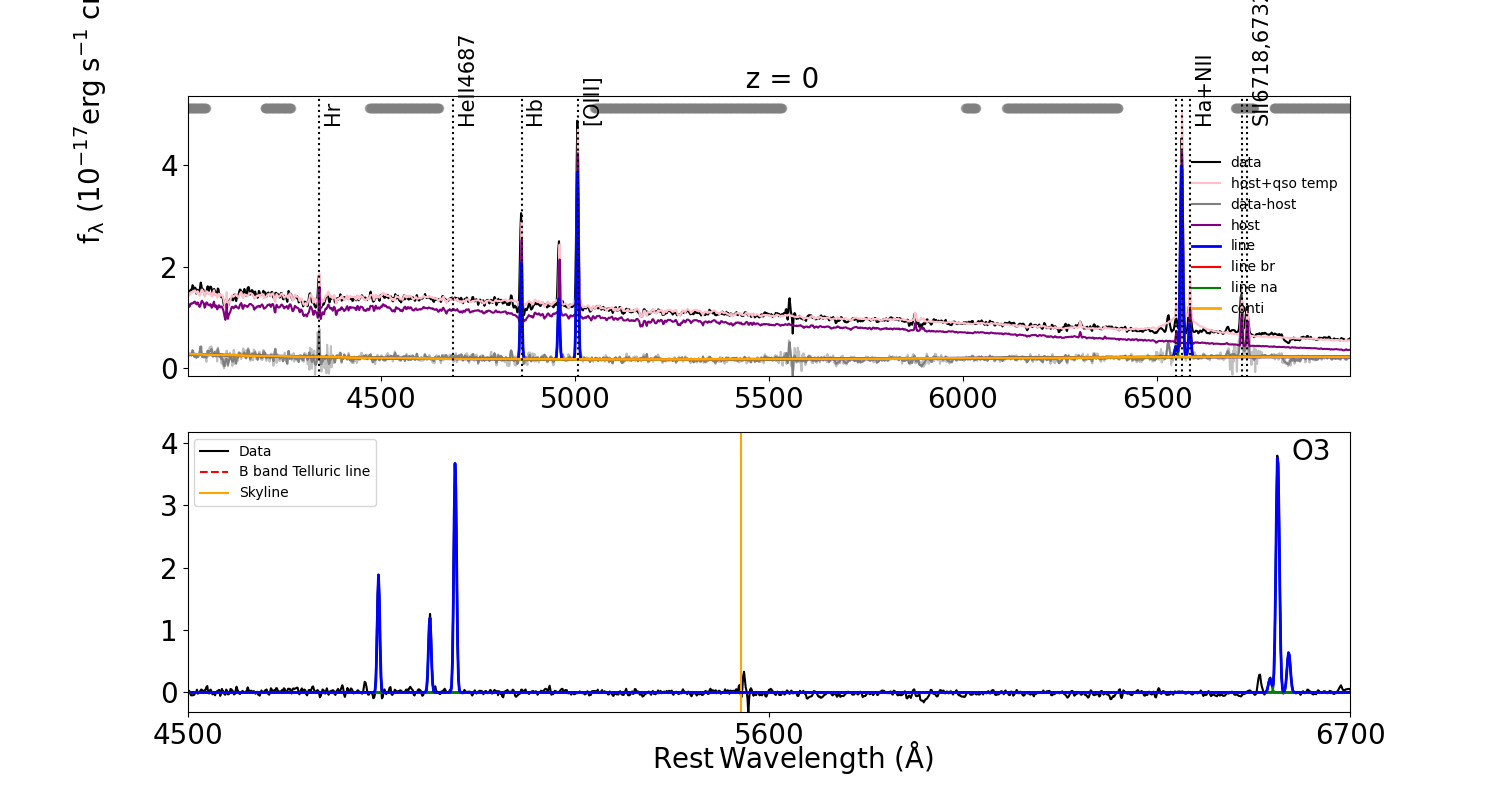 z = 0
fλ (10⁻¹⁷erg s⁻¹
Hr
HeII4687
Hb
[OIII]
Ha+NII
SII6718,6732
data
host+qso temp
data-host
host
line
line br
line na
conti
4
2
0
4500 5000 5500 6000 6500
O3
Data
B band Telluric line
Skyline
4
3
2
1
0
4500 5600 6700
Rest Wavelength (Å)